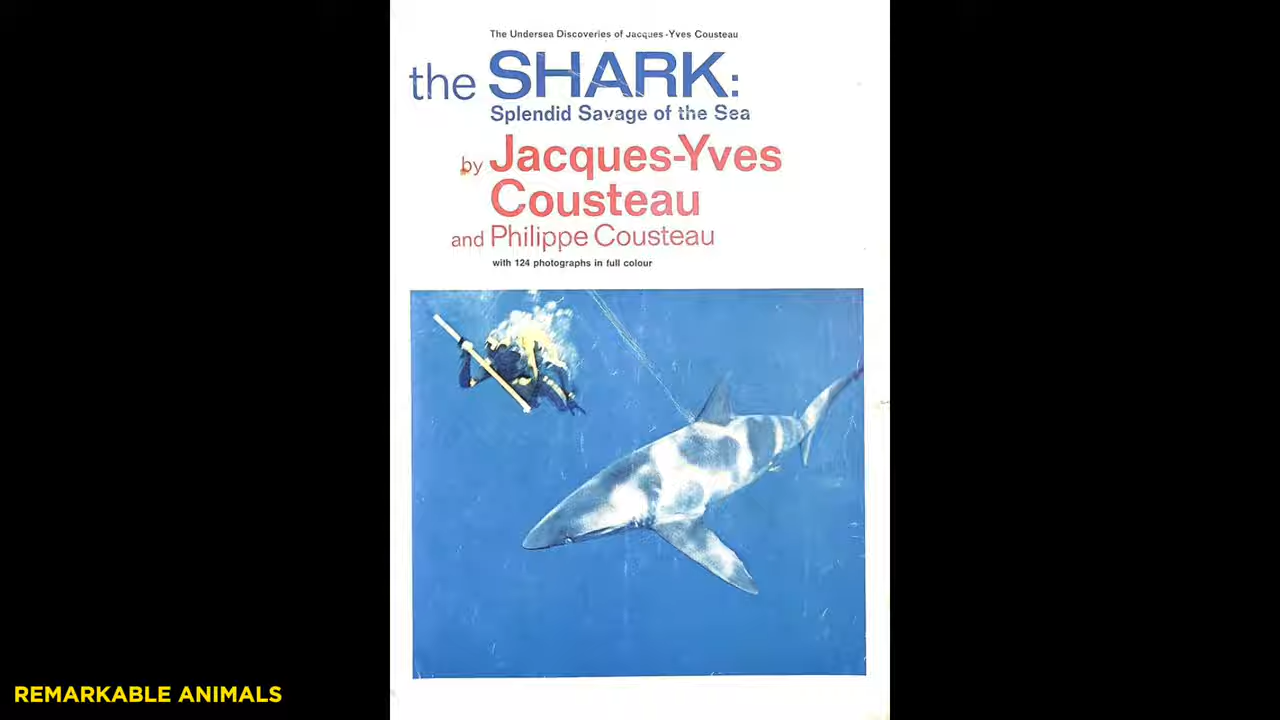 The Undersea Discoveries of Jacques-Yves Cousteau
the SHARK:
Splendid Savage of the Sea
by Jacques-Yves
Cousteau
and Philippe Cousteau
with 124 photographs in full colour
REMARKABLE ANIMALS